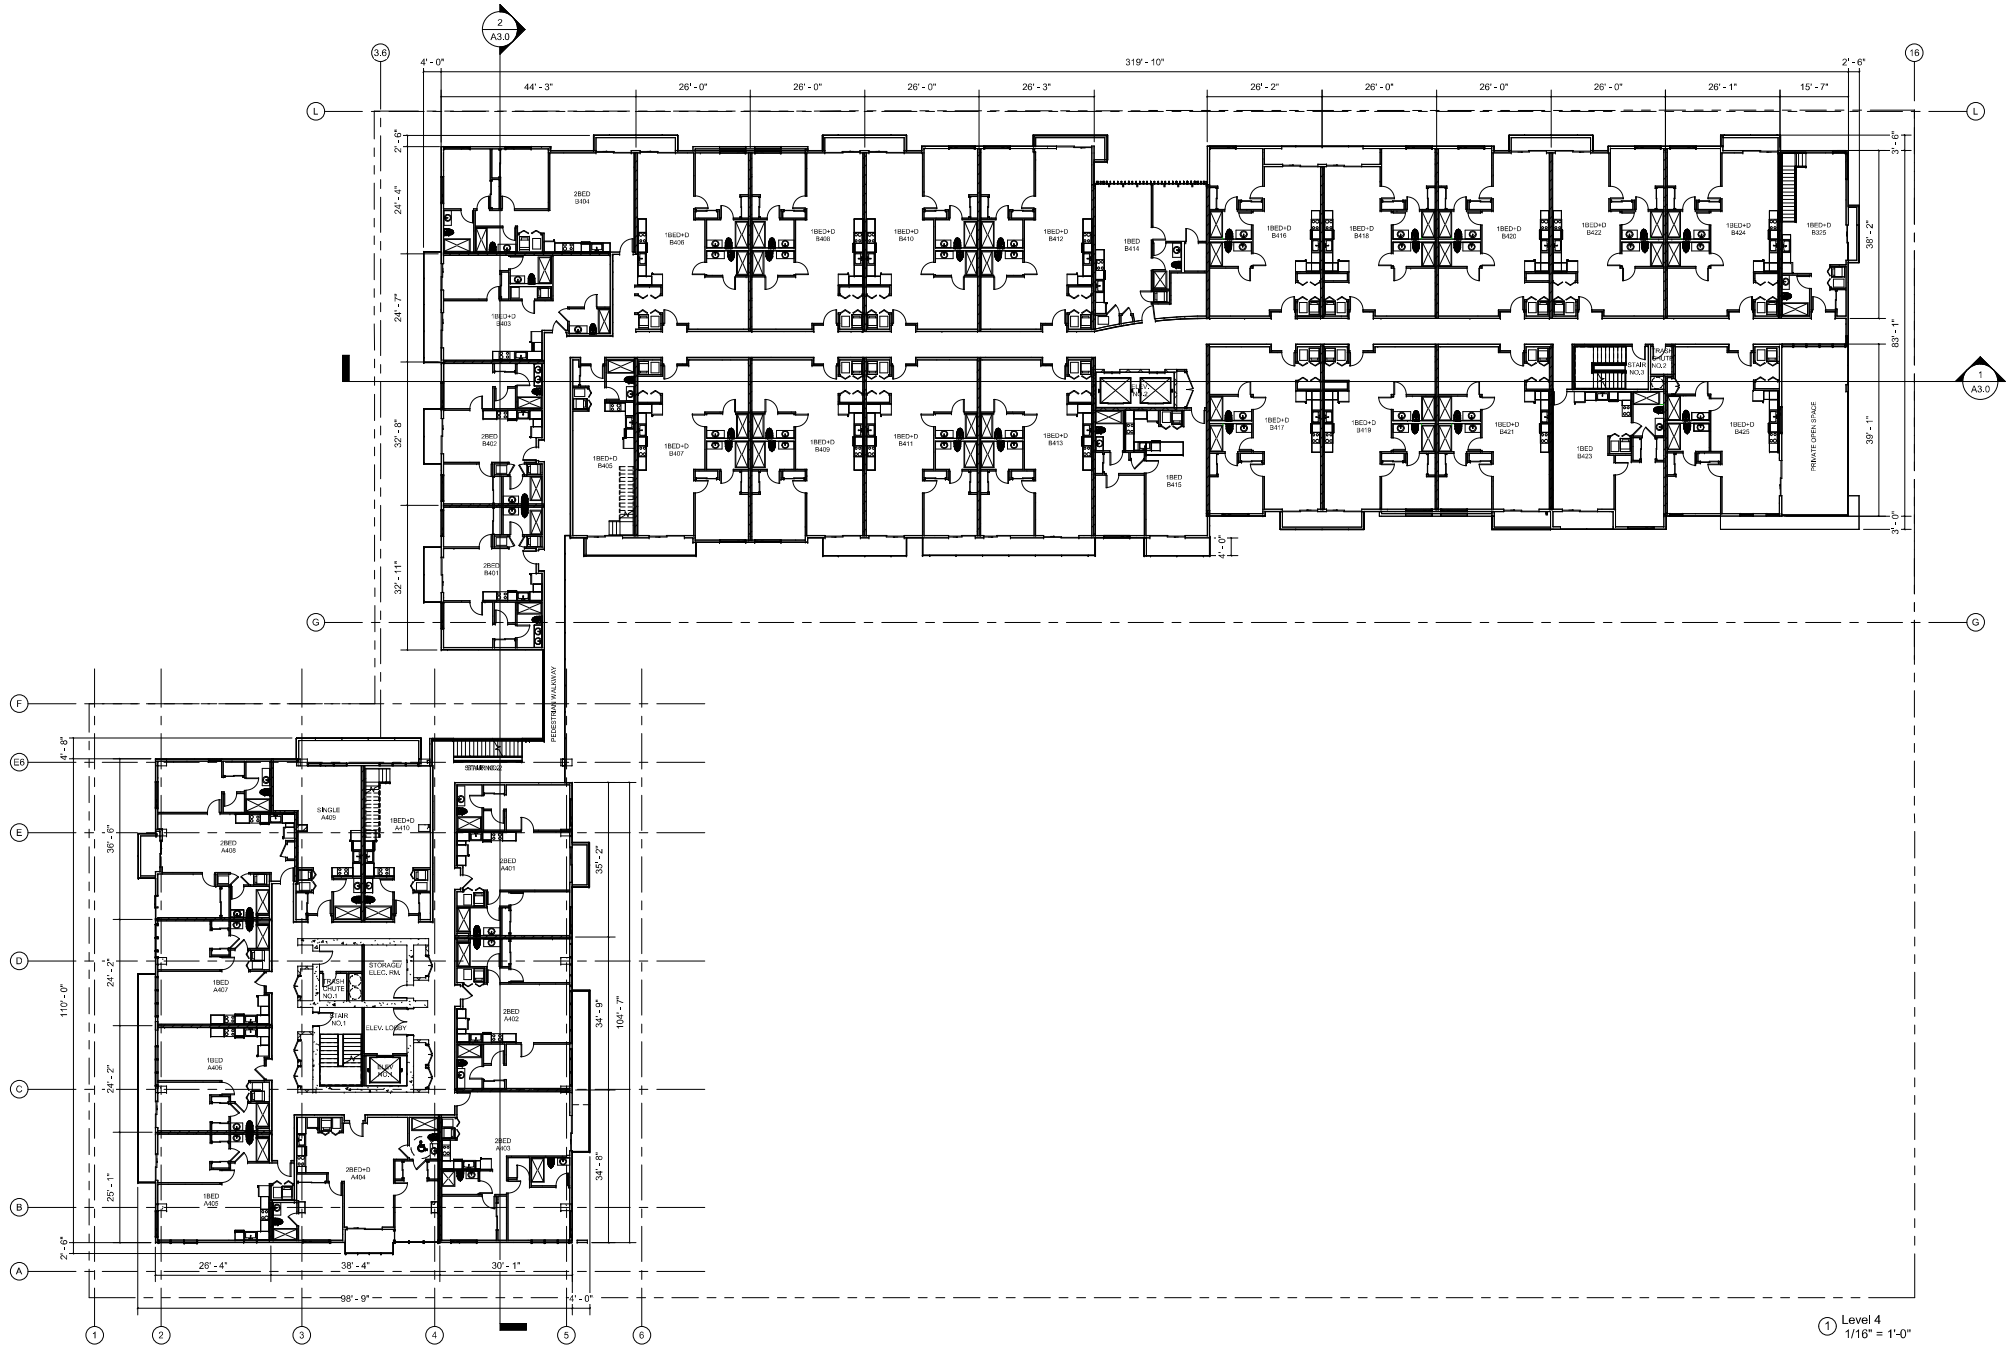 2
A3.0
3.6
16
4' - 0"
319' - 10"
2' - 6"
44' - 3"
26' - 0"
26' - 0"
26' - 0"
26' - 3"
26' - 2"
26' - 0"
26' - 0"
26' - 0"
26' - 1"
15' - 7"
L
L
2' - 6"
3' - 6"
24' - 4"
2BED
B404
1BED+D
B406
1BED+D
B408
1BED+D
B410
1BED+D
B412
1BED
B414
1BED+D
B416
1BED+D
B418
1BED+D
B420
1BED+D
B422
1BED+D
B424
1BED+D
B325
38' - 2"
24' - 7"
1BED+D
B403
83' - 1"
STAIR
NO.3
TRASH
CHUTE
NO.2
1
A3.0
ELEV.
NO.2
32' - 8"
2BED
B402
1BED+D
B405
1BED+D
B407
1BED+D
B409
1BED+D
B411
1BED+D
B413
1BED
B415
1BED+D
B417
1BED+D
B419
1BED+D
B421
1BED
B423
1BED+D
B425
PRIVATE OPEN SPACE
39' - 1"
3' - 0"
4' - 0"
32' - 11"
2BED
B401
G
G
PEDESTRIAN WALKWAY
F
4' - 8"
E6
E
36' - 6"
2BED
A408
SINGLE
A409
1BED+D
A410
2BED
A401
35' - 2"
D
24' - 2"
1BED
A407
STORAGE/
ELEC. RM.
TRASH
CHUTE
NO.1
STAIR
NO.1
ELEV. LOBBY
ELEV.
NO.1
2BED
A402
34' - 9"
104' - 7"
110' - 0"
1BED
A406
24' - 2"
C
2BED
A403
34' - 8"
2BED+D
A404
1BED
A405
25' - 1"
B
2' - 6"
A
26' - 4"
38' - 4"
30' - 1"
98' - 9"
4' - 0"
1
2
3
4
5
6
1
Level 4
1/16" = 1'-0"